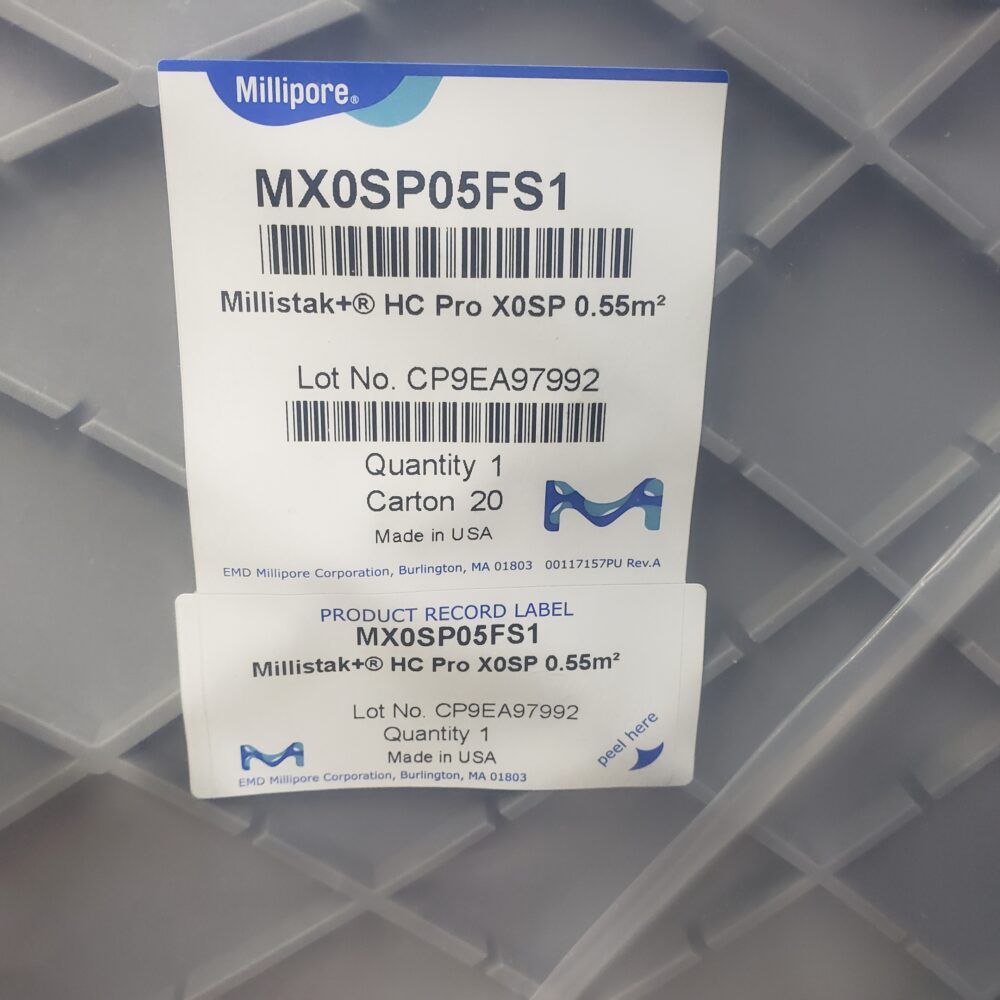 Millipore®
MX0SP05FS1
Millistak+® HC Pro X0SP 0.55m²
Lot No. CP9EA97992
Quantity 1
Carton 20
Made in USA
EMD Millipore Corporation, Burlington, MA 01803 00117157PU Rev.A
PRODUCT RECORD LABEL
MX0SP05FS1
Millistak+® HC Pro X0SP 0.55m²
Lot No. CP9EA97992
Quantity 1
Made in USA
peel here
EMD Millipore Corporation, Burlington, MA 01803